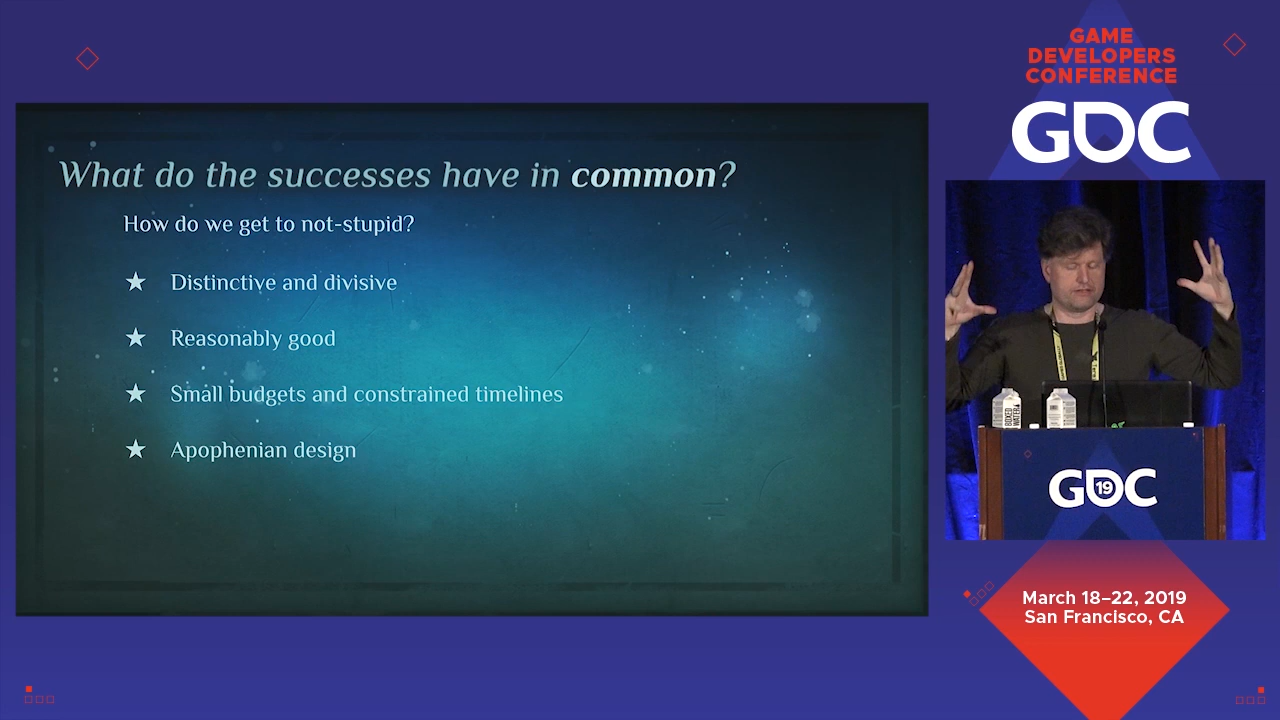 GAME
DEVELOPERS
CONFERENCE
GDC
What do the successes have in common?
How do we get to not-stupid?
★ Distinctive and divisive
★ Reasonably good
★ Small budgets and constrained timelines
★ Apophenian design
BOXED
WATER
GDC
19
March 18–22, 2019
San Francisco, CA